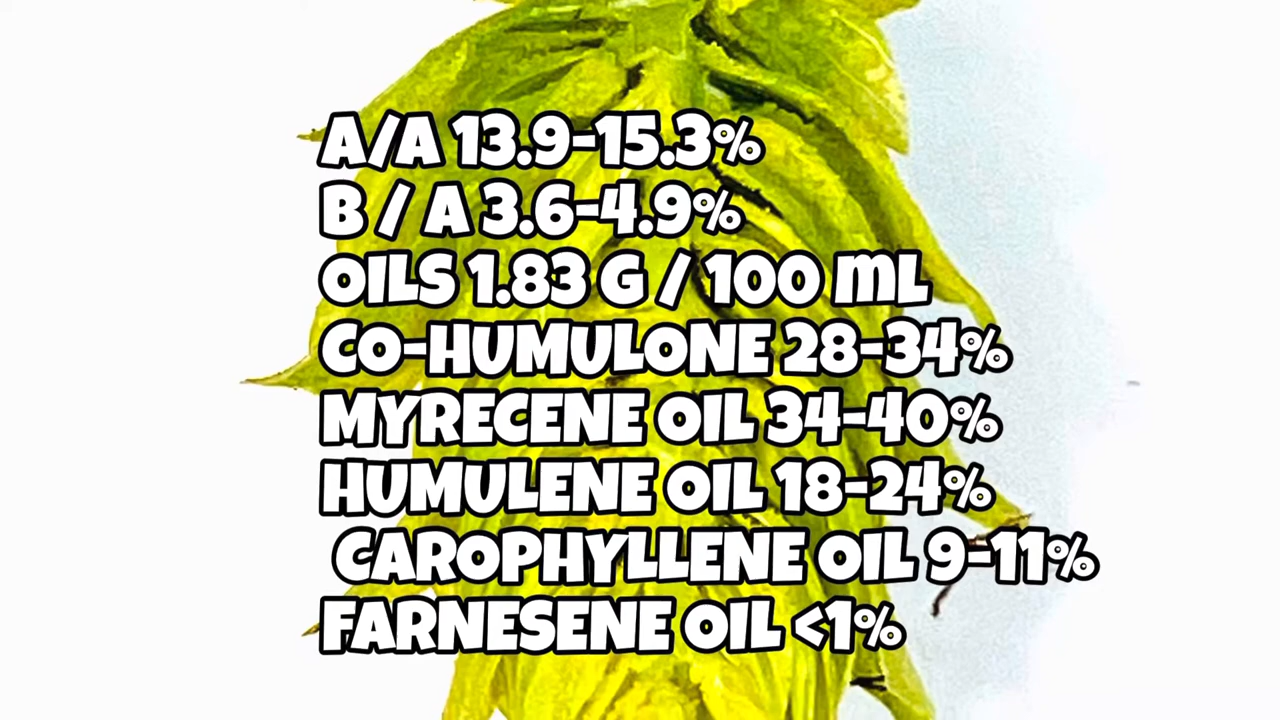 A/A 13.9-15.3%
B / A 3.6-4.9%
OILS 1.83 G / 100 mL
CO-HUMULONE 28-34%
MYRECENE OIL 34-40%
HUMULENE OIL 18-24%
CAROPHYLLENE OIL 9-11%
FARNESENE OIL <1%